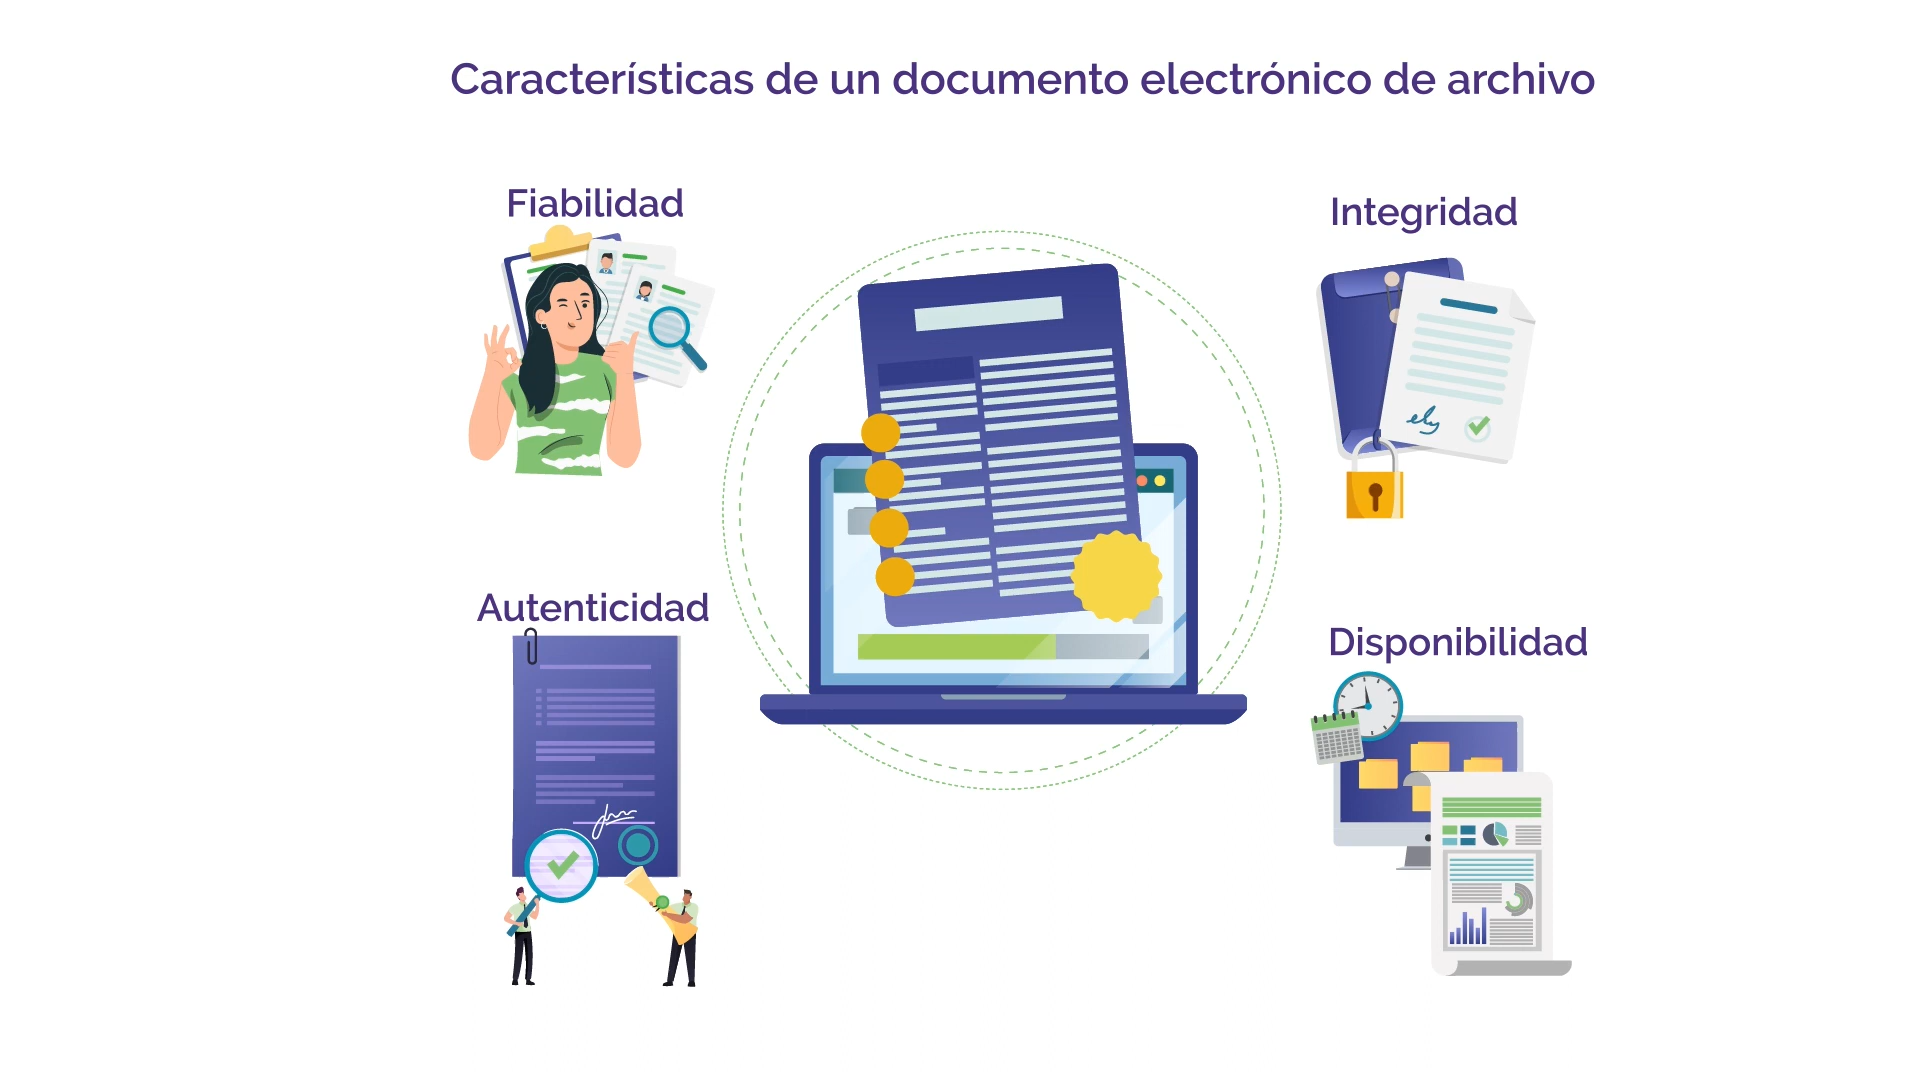 Características de un documento electrónico de archivo
Fiabilidad
Integridad
Autenticidad
Disponibilidad